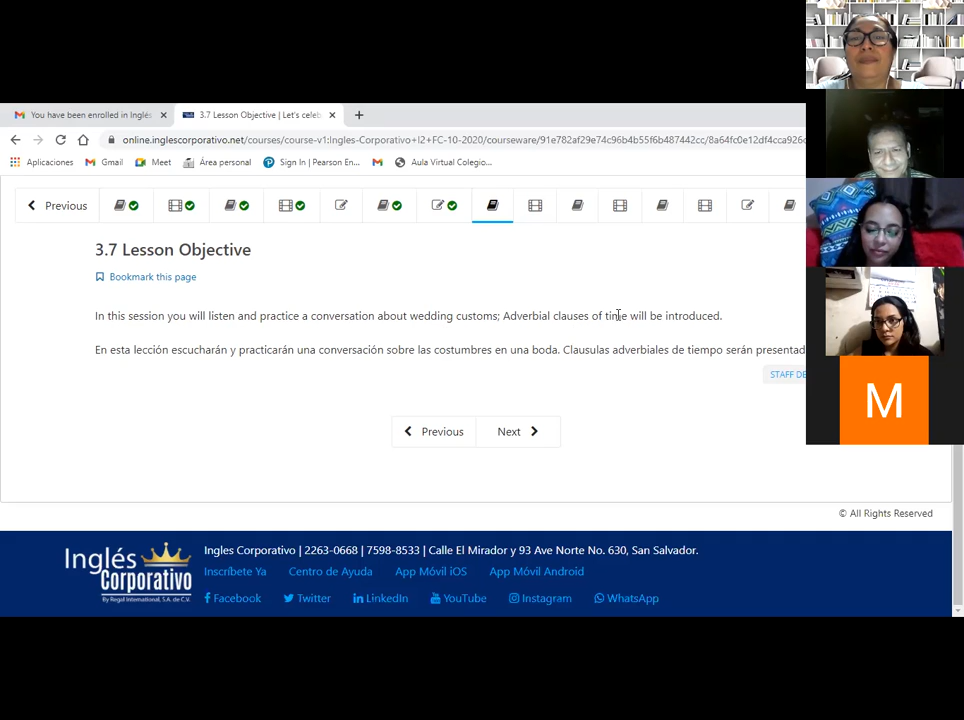 You have been enrolled in Inglés
3.7 Lesson Objective | Let's celeb
online.inglescorporativo.net/courses/course-v1:Ingles-Corporativo+I2+FC-10-2020/courseware/91e782af29e74c96b4b55f6b487442cc/8a64fc0e12df4cca926c
Aplicaciones Gmail Meet Área personal Sign In | Pearson En... Aula Virtual Colegio...
Previous
3.7 Lesson Objective
Bookmark this page
In this session you will listen and practice a conversation about wedding customs; Adverbial clauses of time will be introduced.
En esta lección escucharán y practicarán una conversación sobre las costumbres en una boda. Clausulas adverbiales de tiempo serán presentad
STAFF DE
Previous Next
M
© All Rights Reserved
Inglés Corporativo
By Regal International, S.A. de C.V.
Ingles Corporativo | 2263-0668 | 7598-8533 | Calle El Mirador y 93 Ave Norte No. 630, San Salvador.
Inscríbete Ya Centro de Ayuda App Móvil iOS App Móvil Android
Facebook Twitter LinkedIn YouTube Instagram WhatsApp